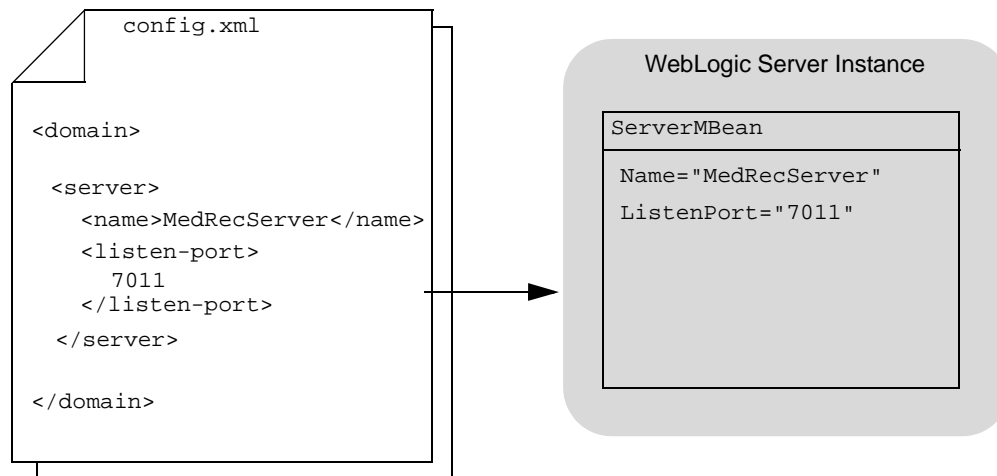 config.xml
<domain>
<server>
<name>MedRecServer</name>
<listen-port>
7011
</listen-port>
</server>
</domain>
WebLogic Server Instance
ServerMBean
Name="MedRecServer"
ListenPort="7011"